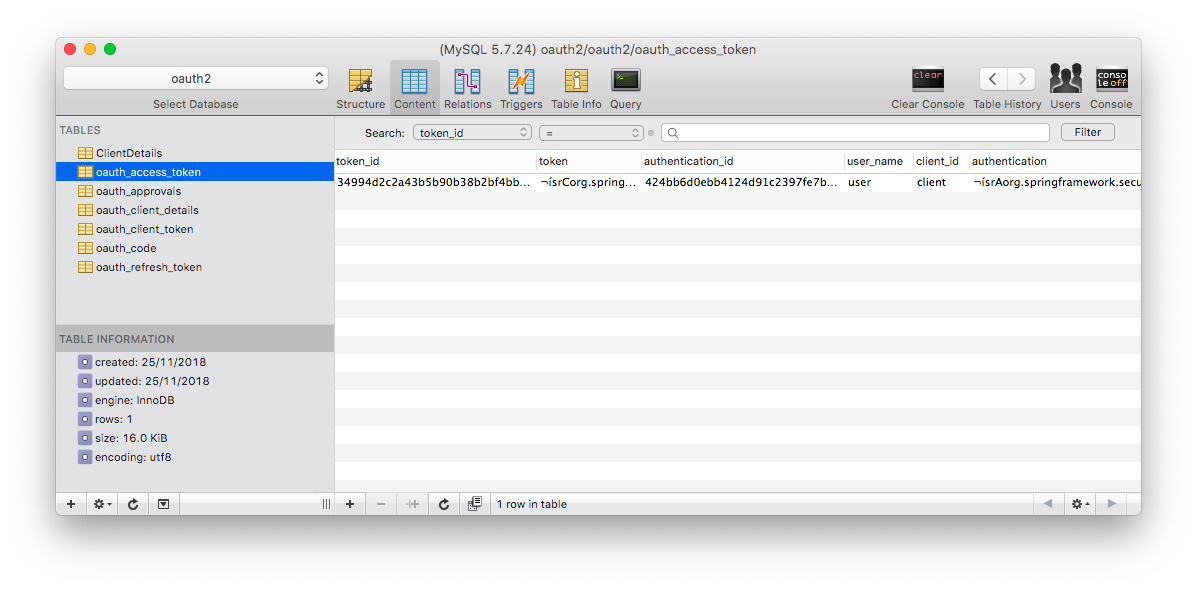 (MySQL 5.7.24) oauth2/oauth2/oauth_access_token
oauth2
Select Database
Structure
Content
Relations
Triggers
Table Info
Query
clear
Clear Console
Table History
Users
conso
le off
Console
TABLES
ClientDetails
oauth_access_token
oauth_approvals
oauth_client_details
oauth_client_token
oauth_code
oauth_refresh_token
TABLE INFORMATION
created: 25/11/2018
updated: 25/11/2018
engine: InnoDB
rows: 1
size: 16.0 KiB
encoding: utf8
Search: token_id = Filter
token_id token authentication_id user_name client_id authentication
34994d2c2a43b5b90b38b2bf4bb... ¬ísrCorg.spring... 424bb6d0ebb4124d91c2397fe7b... user client ¬ísrAorg.springframework.secu
1 row in table